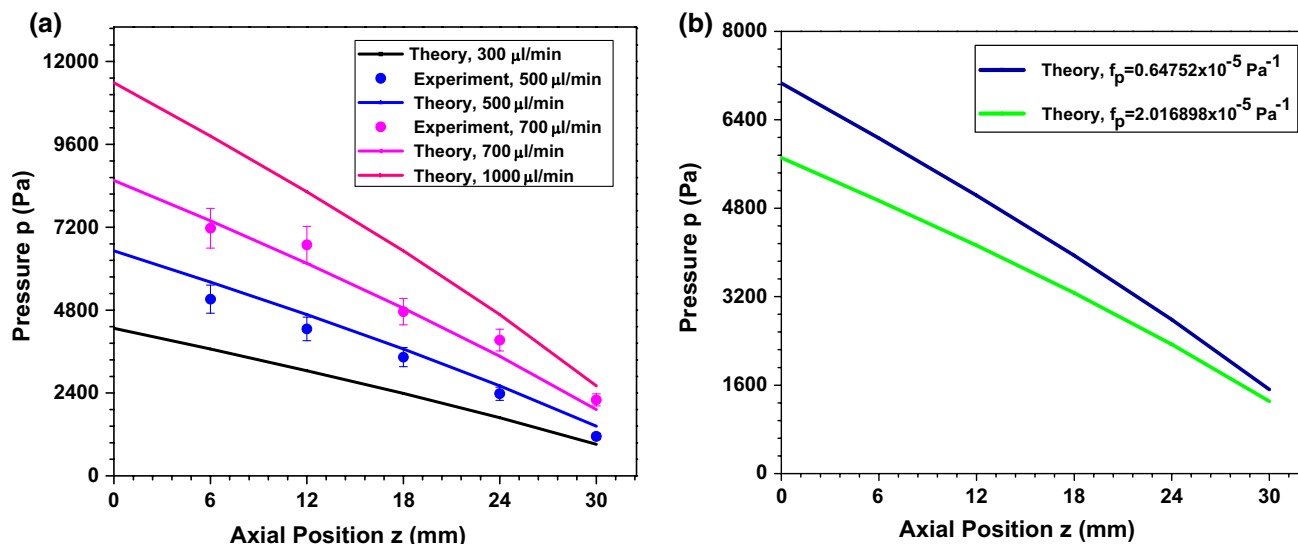 (a)
Theory, 300 μl/min
Experiment, 500 μl/min
Theory, 500 μl/min
Experiment, 700 μl/min
Theory, 700 μl/min
Theory, 1000 μl/min
12000
9600
7200
4800
2400
0
Pressure p (Pa)
0 6 12 18 24 30
Axial Position z (mm)
(b)
Theory, f_p=0.64752x10^-5 Pa^-1
Theory, f_p=2.016898x10^-5 Pa^-1
8000
6400
4800
3200
1600
0
Pressure p (Pa)
0 6 12 18 24 30
Axial Position z (mm)